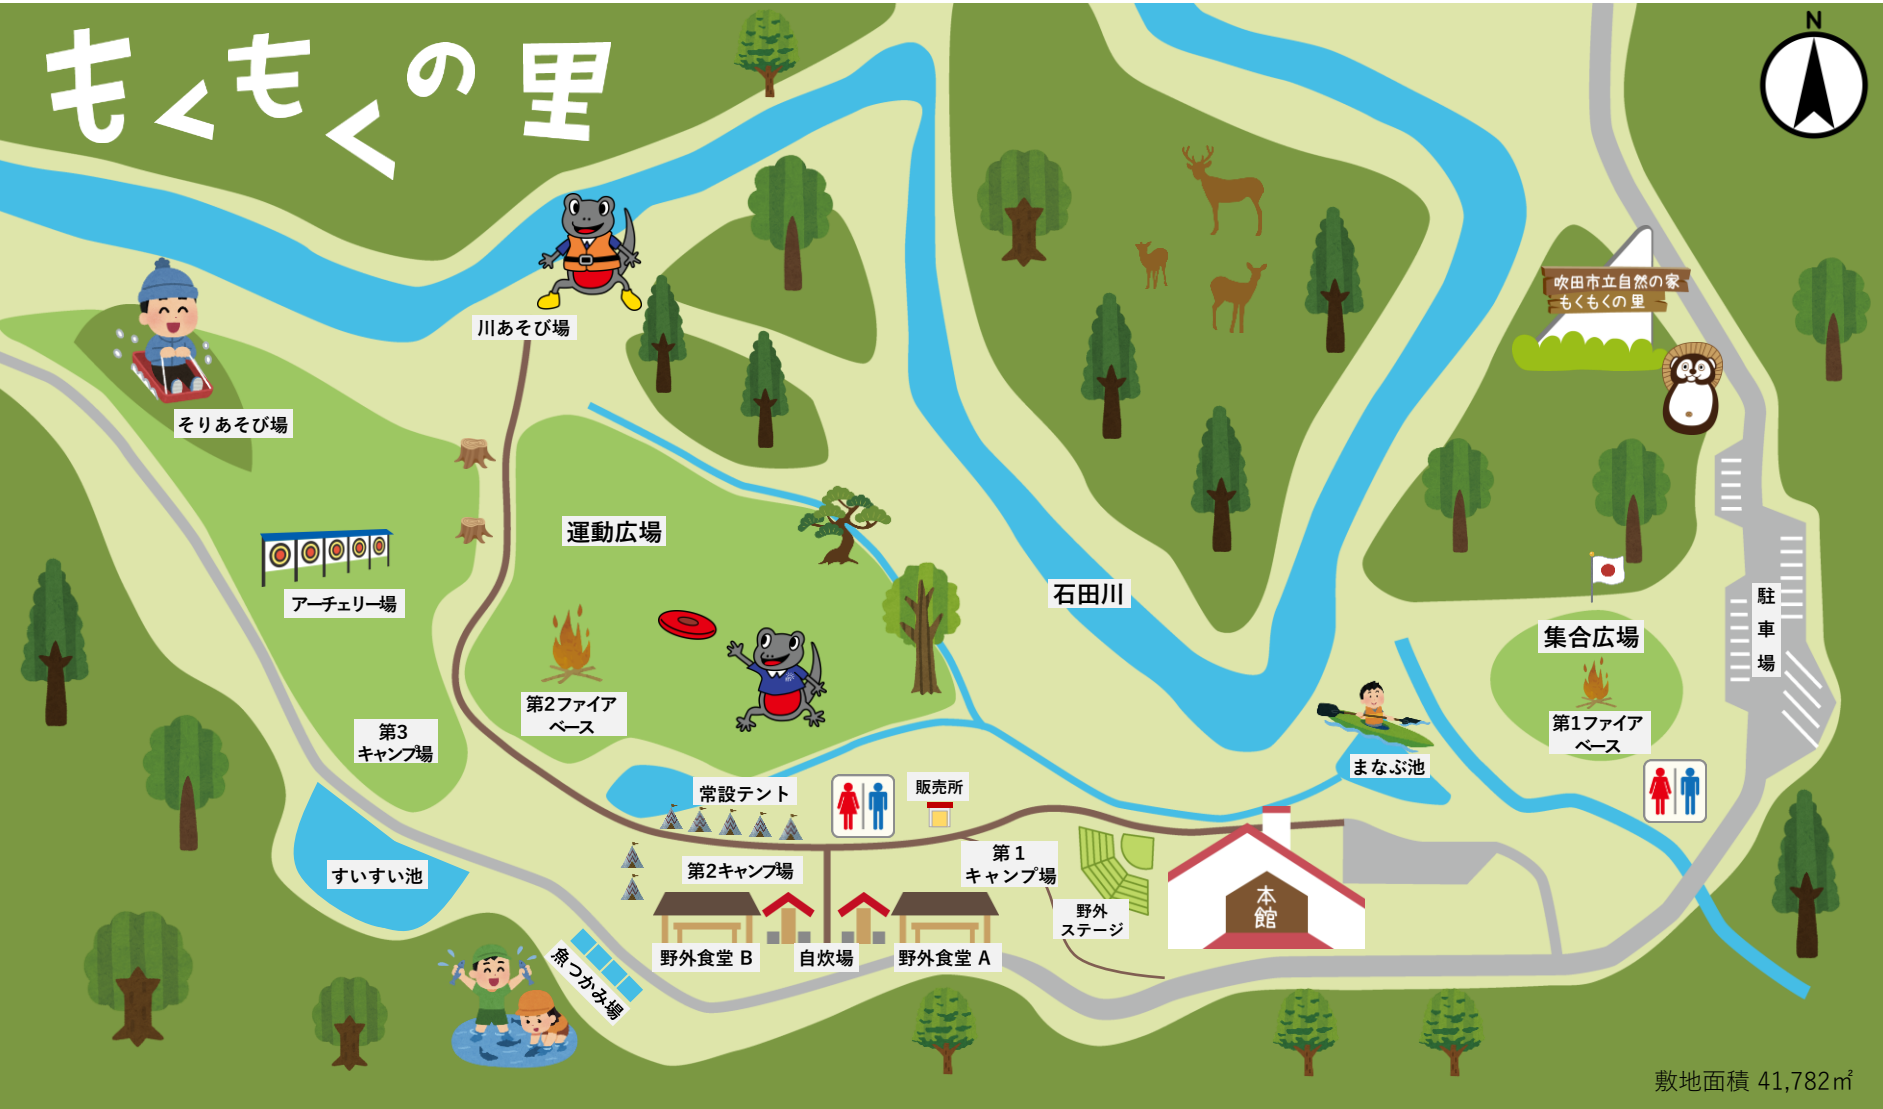 もくもくの里
N
吹田市立自然の家
もくもくの里
川あそび場
そりあそび場
運動広場
石田川
アーチェリー場
駐車場
集合広場
第2ファイア
ベース
第1ファイア
ベース
第3
キャンプ場
まなぶ池
常設テント
販売所
すいすい池
第2キャンプ場
第1
キャンプ場
本館
野外
ステージ
野外食堂 B
自炊場
野外食堂 A
魚つかみ場
敷地面積 41,782㎡